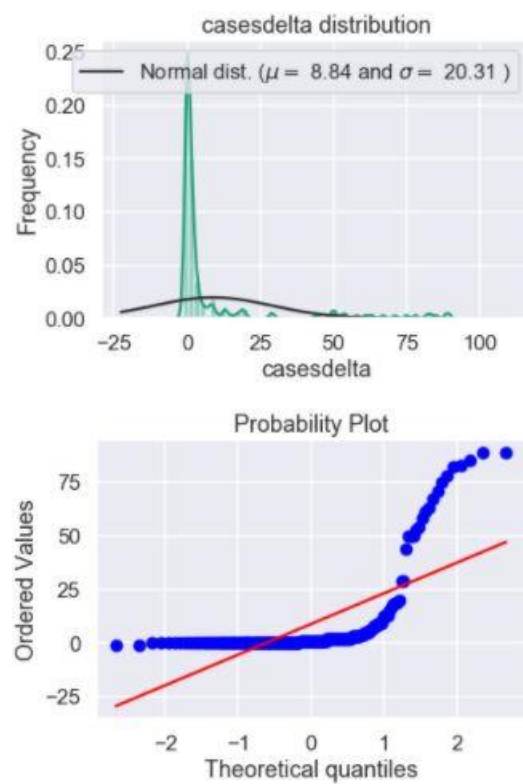 casesdelta distribution
0.25
Normal dist. (μ = 8.84 and σ = 20.31 )
0.20
0.15
Frequency
0.10
0.05
0.00
−25 0 25 50 75 100
casesdelta
Probability Plot
75
50
Ordered Values
25
0
−25
−2 −1 0 1 2
Theoretical quantiles